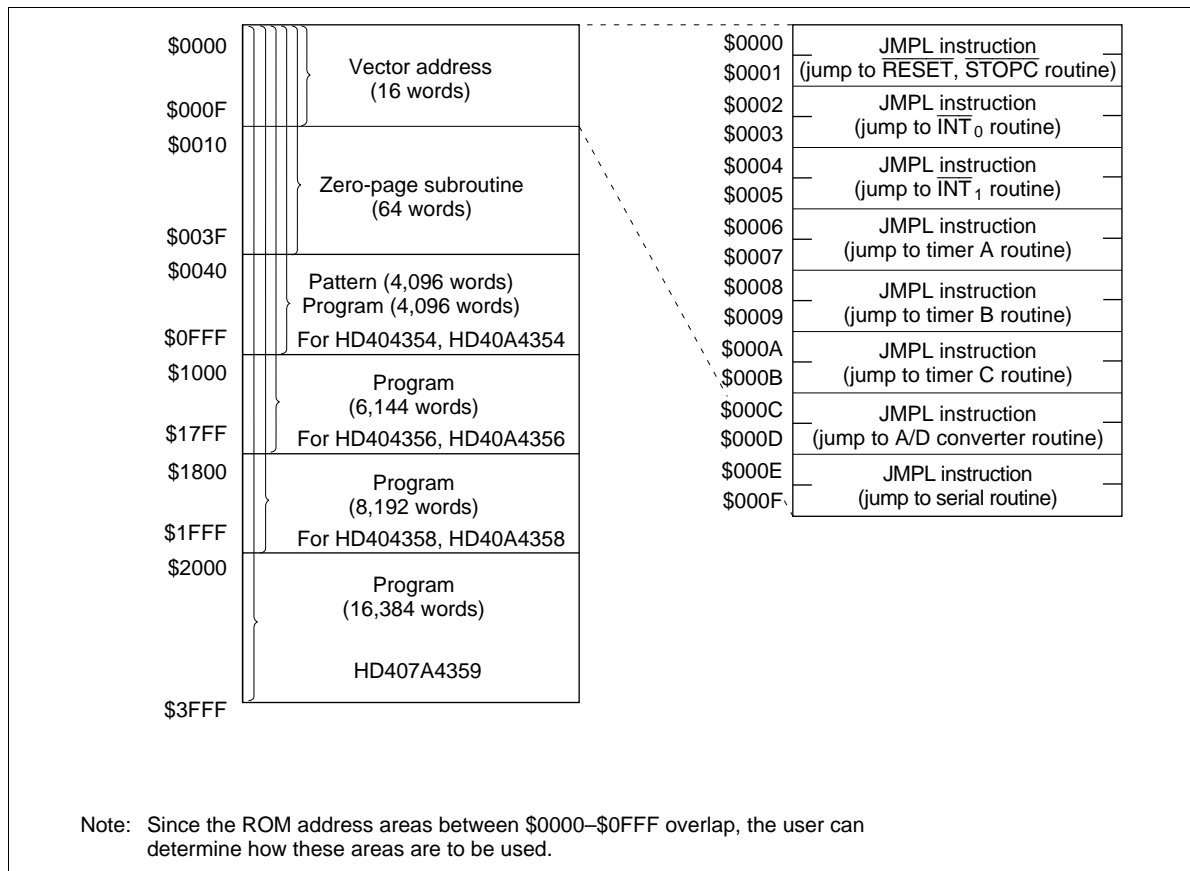 $0000
Vector address
(16 words)
$000F
$0010
Zero-page subroutine
(64 words)
$003F
$0040
Pattern (4,096 words)
Program (4,096 words)
$0FFF
For HD404354, HD40A4354
$1000
Program
(6,144 words)
$17FF
For HD404356, HD40A4356
$1800
Program
(8,192 words)
$1FFF
For HD404358, HD40A4358
$2000
Program
(16,384 words)
HD407A4359
$3FFF
$0000
JMPL instruction
$0001
(jump to RESET, STOPC routine)
$0002
JMPL instruction
$0003
(jump to INT0 routine)
$0004
JMPL instruction
$0005
(jump to INT1 routine)
$0006
JMPL instruction
$0007
(jump to timer A routine)
$0008
JMPL instruction
$0009
(jump to timer B routine)
$000A
JMPL instruction
$000B
(jump to timer C routine)
$000C
JMPL instruction
$000D
(jump to A/D converter routine)
$000E
JMPL instruction
$000F
(jump to serial routine)
Note: Since the ROM address areas between $0000–$0FFF overlap, the user can
determine how these areas are to be used.